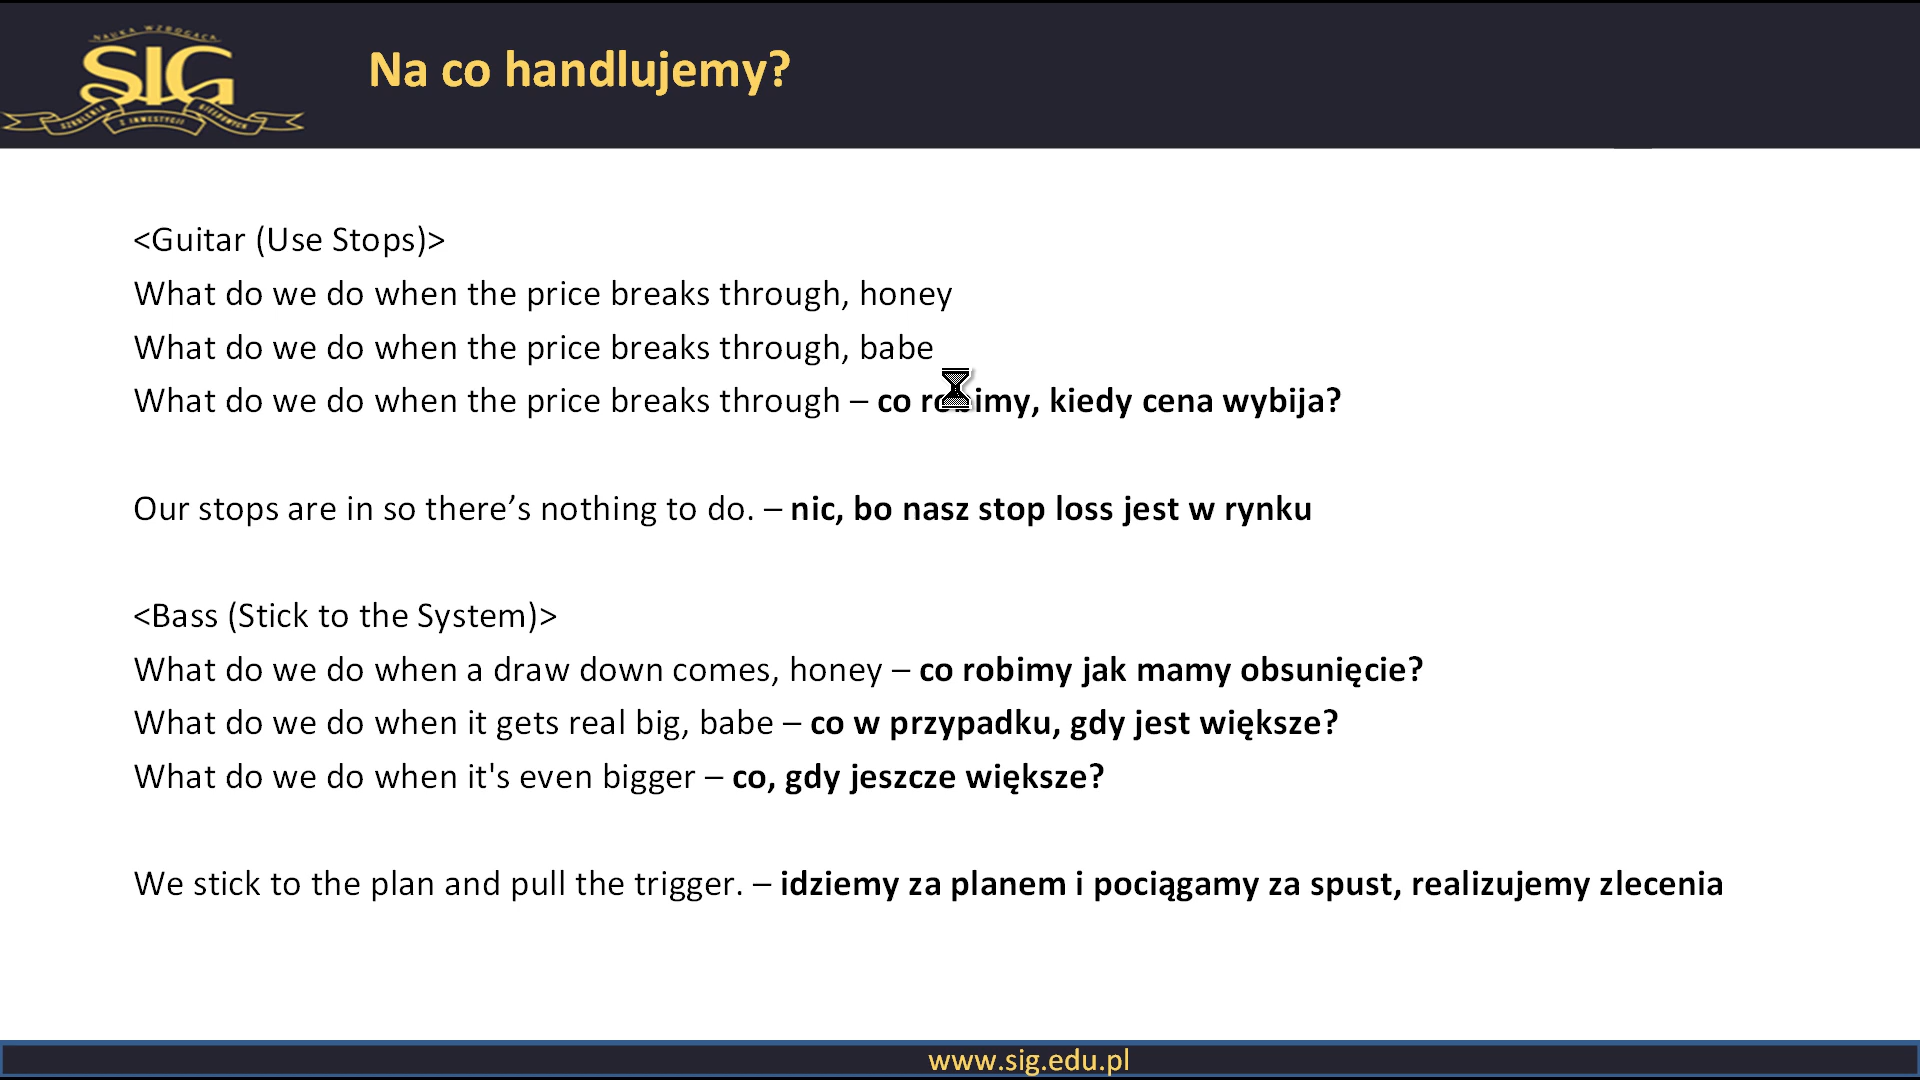 NAUKA WZBOGACA
SIG
SZKOLENIA Z INWESTYCJI GIEŁDOWYCH
Na co handlujemy?
<Guitar (Use Stops)>
What do we do when the price breaks through, honey
What do we do when the price breaks through, babe
What do we do when the price breaks through – co robimy, kiedy cena wybija?
Our stops are in so there’s nothing to do. – nic, bo nasz stop loss jest w rynku
<Bass (Stick to the System)>
What do we do when a draw down comes, honey – co robimy jak mamy obsunięcie?
What do we do when it gets real big, babe – co w przypadku, gdy jest większe?
What do we do when it's even bigger – co, gdy jeszcze większe?
We stick to the plan and pull the trigger. – idziemy za planem i pociągamy za spust, realizujemy zlecenia
www.sig.edu.pl